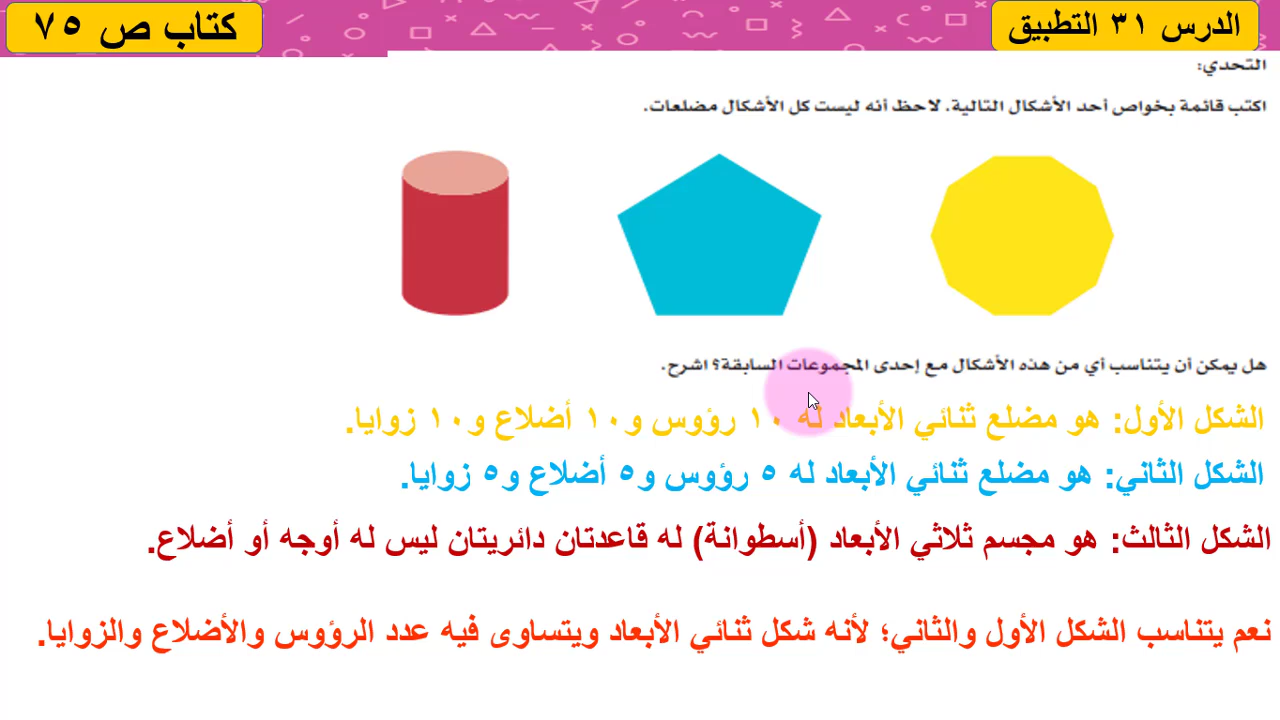 الدرس ٣١ التطبيق
كتاب ص ٧٥
التحدي:
اكتب قائمة بخواص أحد الأشكال التالية. لاحظ أنه ليست كل الأشكال مضلعات.
هل يمكن أن يتناسب أي من هذه الأشكال مع إحدى المجموعات السابقة؟ اشرح.
الشكل الأول: هو مضلع ثنائي الأبعاد له ١٠ رؤوس و١٠ أضلاع و١٠ زوايا.
الشكل الثاني: هو مضلع ثنائي الأبعاد له ٥ رؤوس و٥ أضلاع و٥ زوايا.
الشكل الثالث: هو مجسم ثلاثي الأبعاد (أسطوانة) له قاعدتان دائريتان ليس له أوجه أو أضلاع.
نعم يتناسب الشكل الأول والثاني؛ لأنه شكل ثنائي الأبعاد ويتساوى فيه عدد الرؤوس والأضلاع والزوايا.